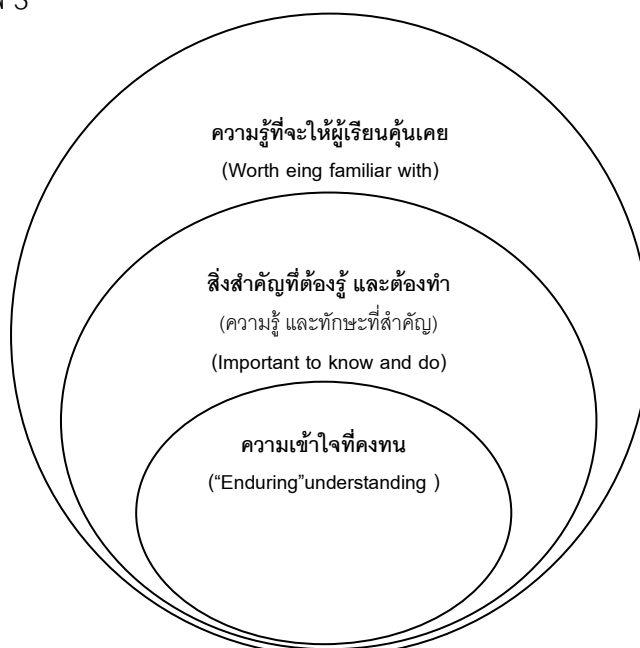 3
ความรู้ที่จะให้ผู้เรียนคุ้นเคย
(Worth eing familiar with)
สิ่งสำคัญที่ต้องรู้ และต้องทำ
(ความรู้ และทักษะที่สำคัญ)
(Important to know and do)
ความเข้าใจที่คงทน
(“Enduring”understanding )